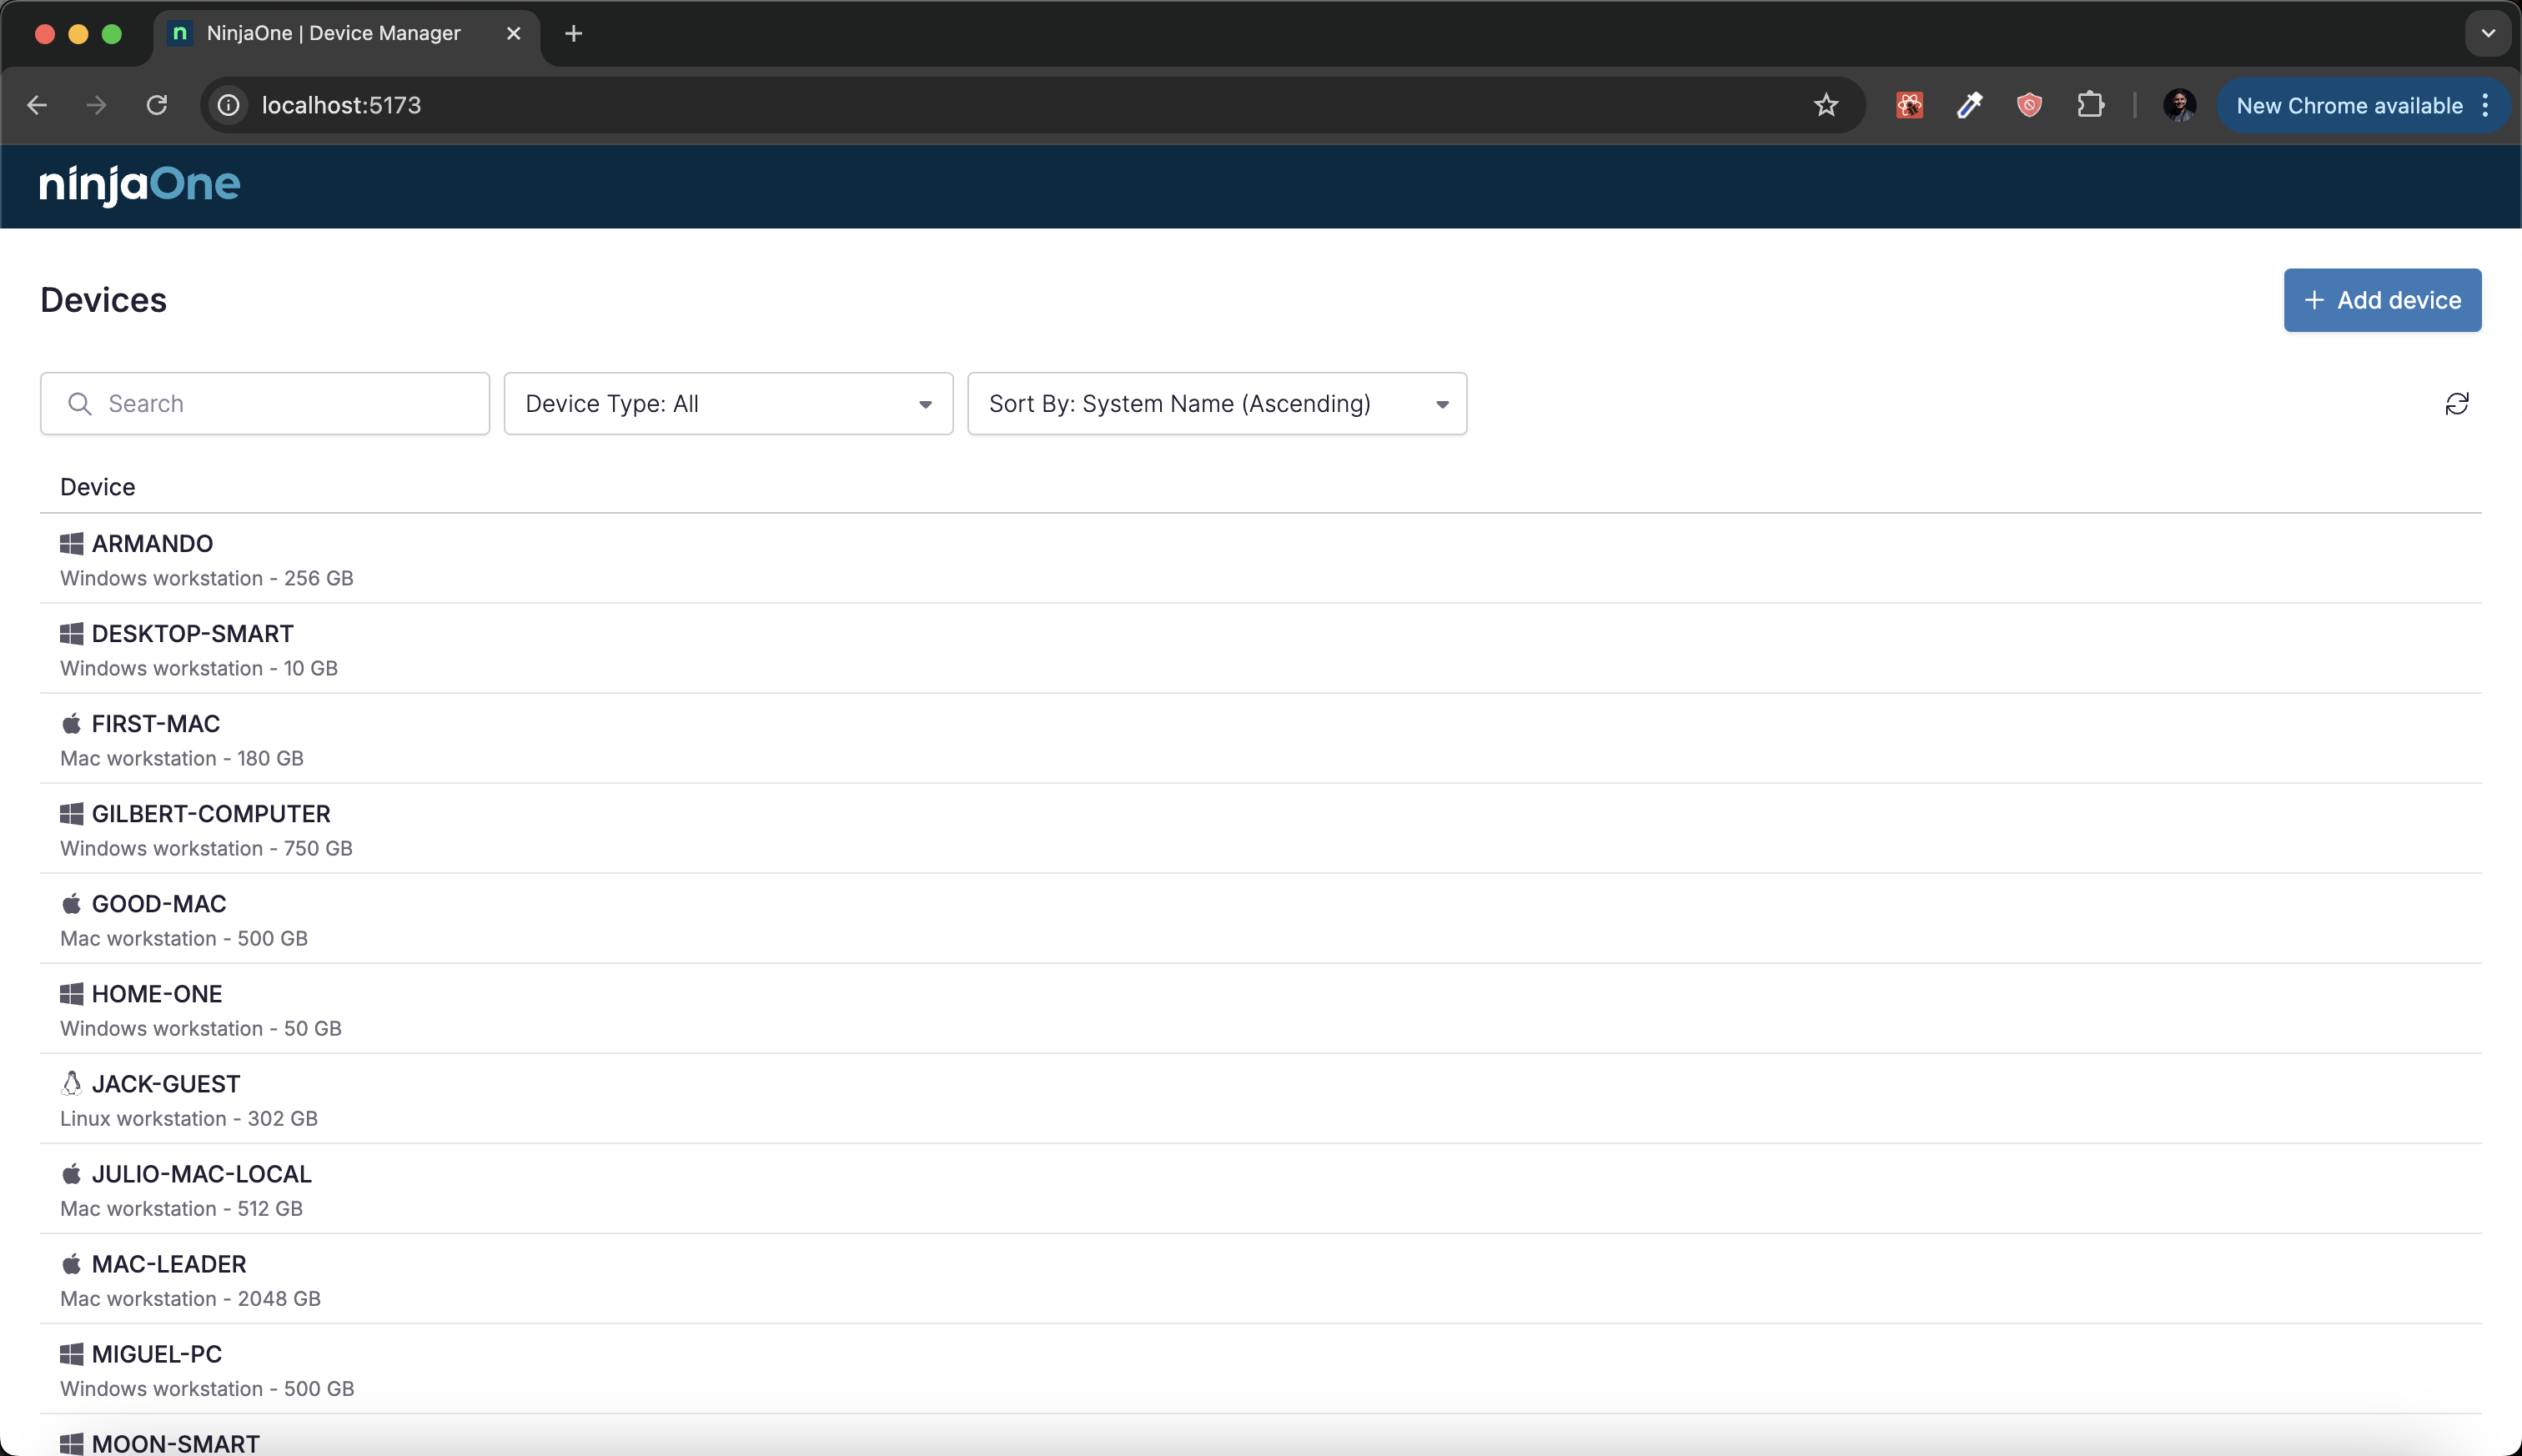 n NinjaOne | Device Manager
localhost:5173
New Chrome available
ninjaOne
Devices
Add device
Search
Device Type: All
Sort By: System Name (Ascending)
Device
ARMANDO
Windows workstation - 256 GB
DESKTOP-SMART
Windows workstation - 10 GB
FIRST-MAC
Mac workstation - 180 GB
GILBERT-COMPUTER
Windows workstation - 750 GB
GOOD-MAC
Mac workstation - 500 GB
HOME-ONE
Windows workstation - 50 GB
JACK-GUEST
Linux workstation - 302 GB
JULIO-MAC-LOCAL
Mac workstation - 512 GB
MAC-LEADER
Mac workstation - 2048 GB
MIGUEL-PC
Windows workstation - 500 GB
MOON-SMART